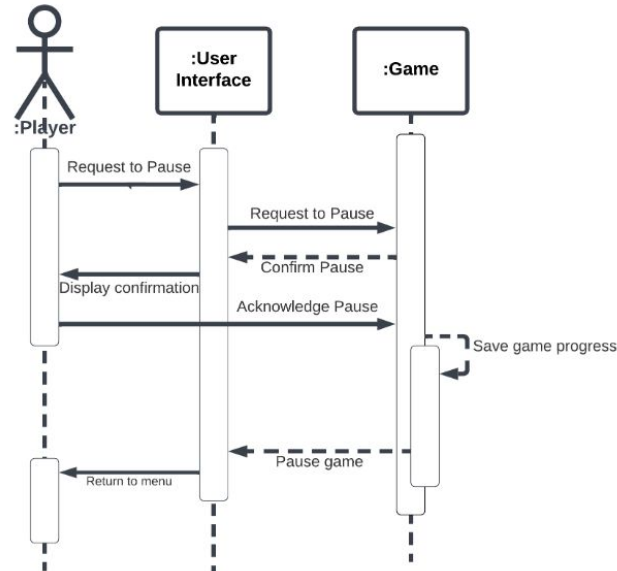 :User
Interface
:Game
:Player
Request to Pause
Request to Pause
Confirm Pause
Display confirmation
Acknowledge Pause
Save game progress
Pause game
Return to menu